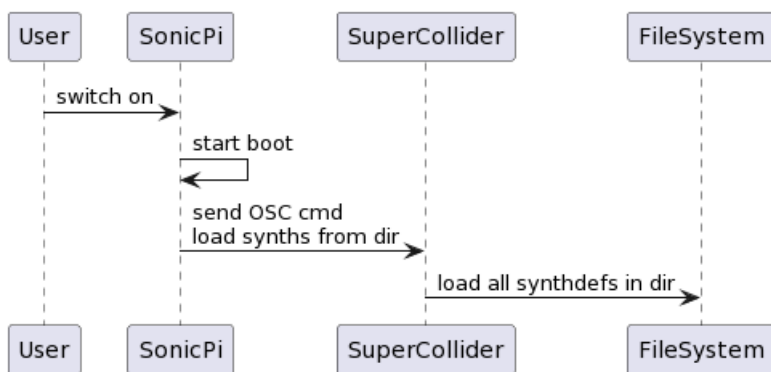 User SonicPi SuperCollider FileSystem
switch on
start boot
send OSC cmd
load synths from dir
load all synthdefs in dir
User SonicPi SuperCollider FileSystem